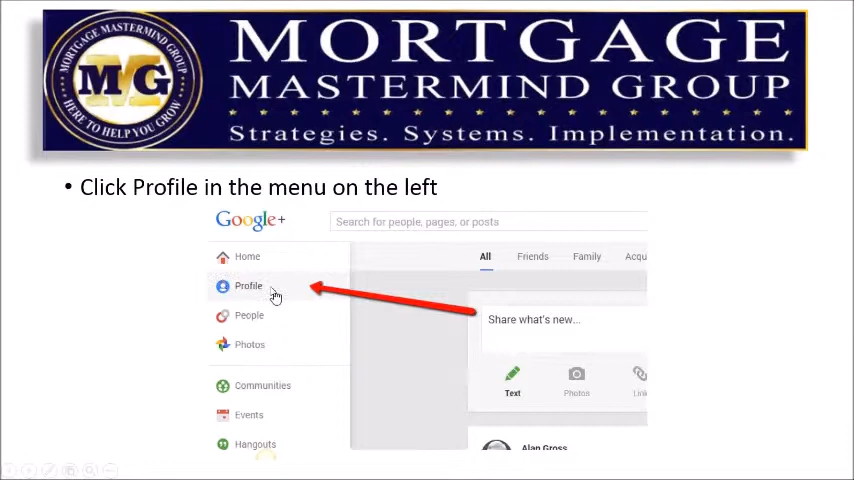 MORTGAGE MASTERMIND GROUP
MG
HERE TO HELP YOU GROW
MORTGAGE
MASTERMIND GROUP
Strategies. Systems. Implementation.
• Click Profile in the menu on the left
Google+
Search for people, pages, or posts
Home
All Friends Family Acqu
Profile
People
Share what's new...
Photos
Text Photos Link
Communities
Events
Hangouts
Alan Gross